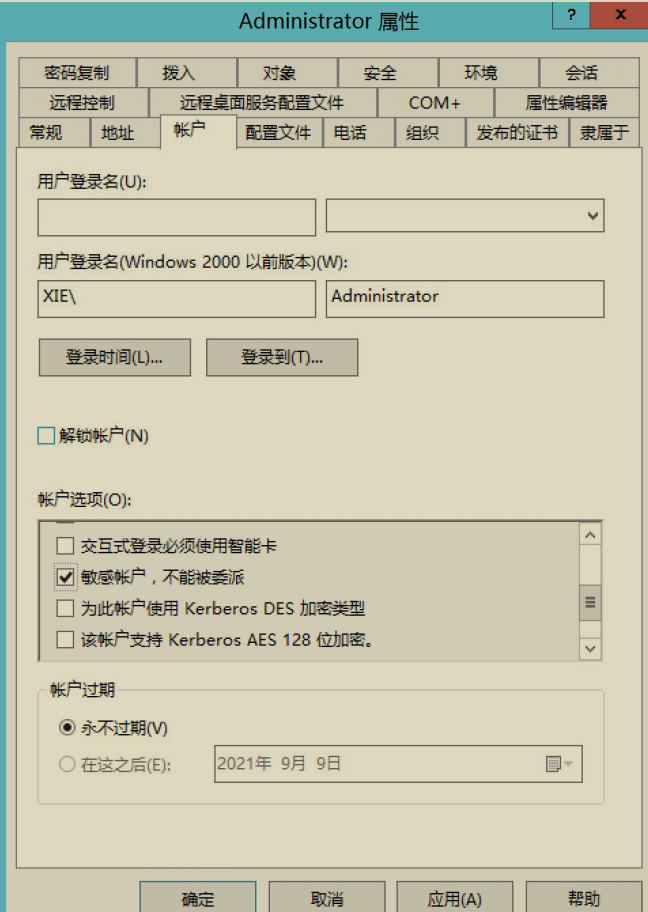 Administrator 属性
? x
密码复制 拨入 对象 安全 环境 会话
远程控制 远程桌面服务配置文件 COM+ 属性编辑器
常规 地址 帐户 配置文件 电话 组织 发布的证书 隶属于
用户登录名(U):
用户登录名(Windows 2000 以前版本)(W):
XIE\ Administrator
登录时间(L)... 登录到(T)...
解锁帐户(N)
帐户选项(O):
交互式登录必须使用智能卡
敏感帐户，不能被委派
为此帐户使用 Kerberos DES 加密类型
该帐户支持 Kerberos AES 128 位加密。
帐户过期
永不过期(V)
在这之后(E): 2021年 9月 9日
确定 取消 应用(A) 帮助